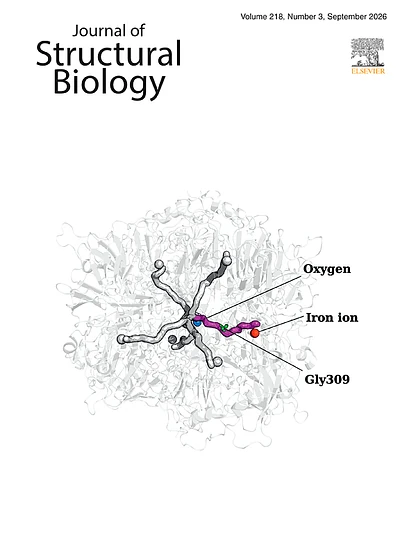 Volume 218, Number 3, September 2026
Journal of
Structural
Biology
ELSEVIER
Oxygen
Iron ion
Gly309